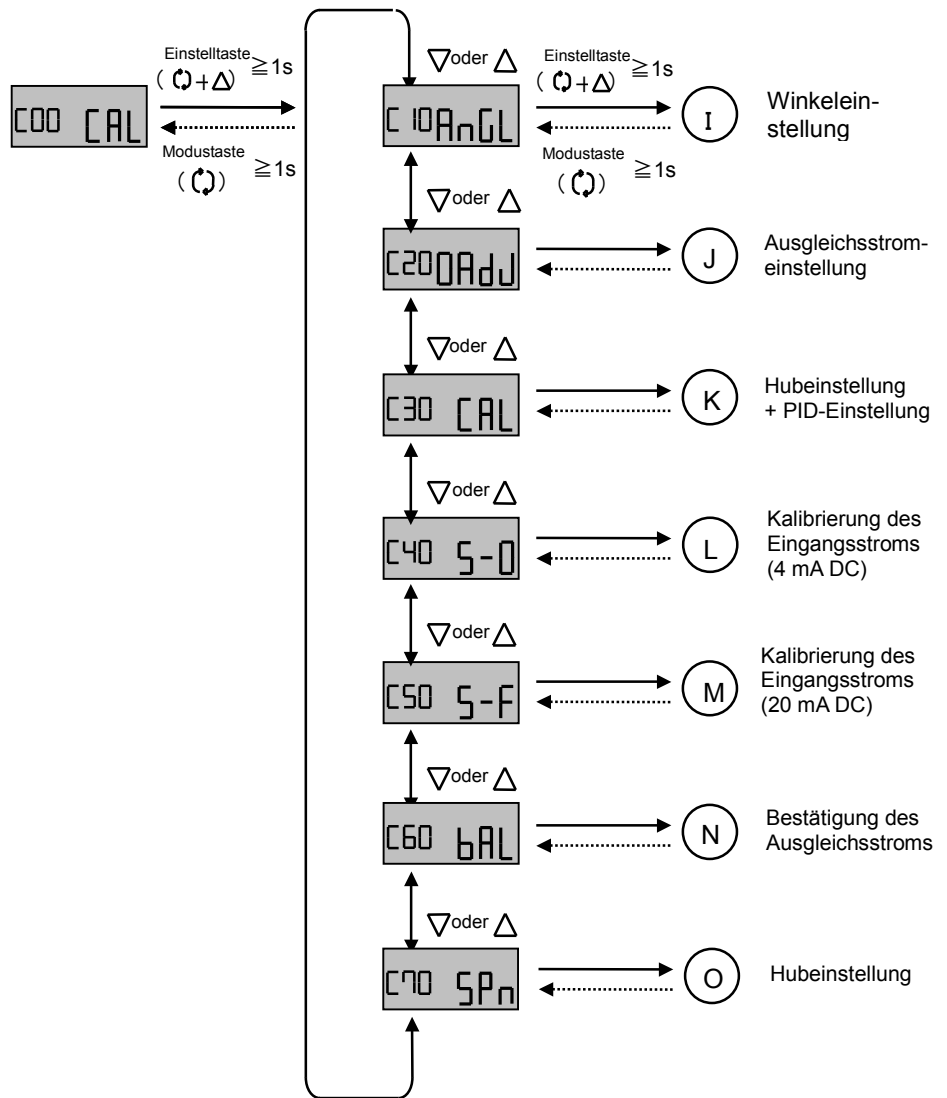 ▽oder △
Einstelltaste
( + △) ≧1s
Modustaste
( ) ≧1s
C00 CAL
C10 AnGL
Einstelltaste
( + △) ≧1s
Modustaste
( ) ≧1s
I
Winkelein-
stellung
▽oder △
C20 0AdJ
J
Ausgleichsstrom-
einstellung
▽oder △
C30 CAL
K
Hubeinstellung
+ PID-Einstellung
▽oder △
C40 S-0
L
Kalibrierung des
Eingangsstroms
(4 mA DC)
▽oder △
C50 S-F
M
Kalibrierung des
Eingangsstroms
(20 mA DC)
▽oder △
C60 bAL
N
Bestätigung des
Ausgleichsstroms
▽oder △
C70 SPn
O
Hubeinstellung